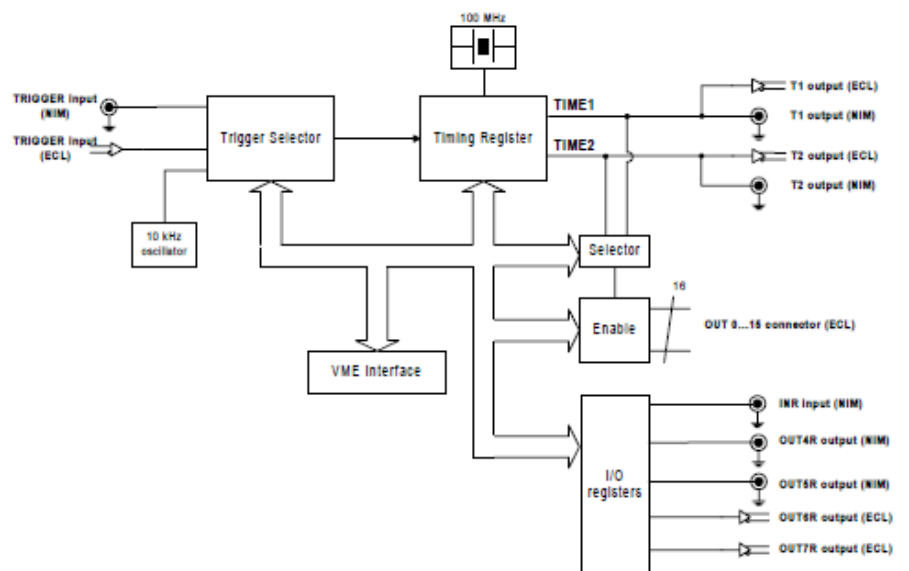 100 MHz
TRIGGER Input
(NIM)
TRIGGER Input
(ECL)
Trigger Selector
Timing Register
TIME1
TIME2
T1 output (ECL)
T1 output (NIM)
T2 output (ECL)
T2 output (NIM)
10 kHz
oscillator
Selector
16
Enable
OUT 0...15 connector (ECL)
VME Interface
I/O
registers
INR Input (NIM)
OUT4R output (NIM)
OUT5R output (NIM)
OUT6R output (ECL)
OUT7R output (ECL)